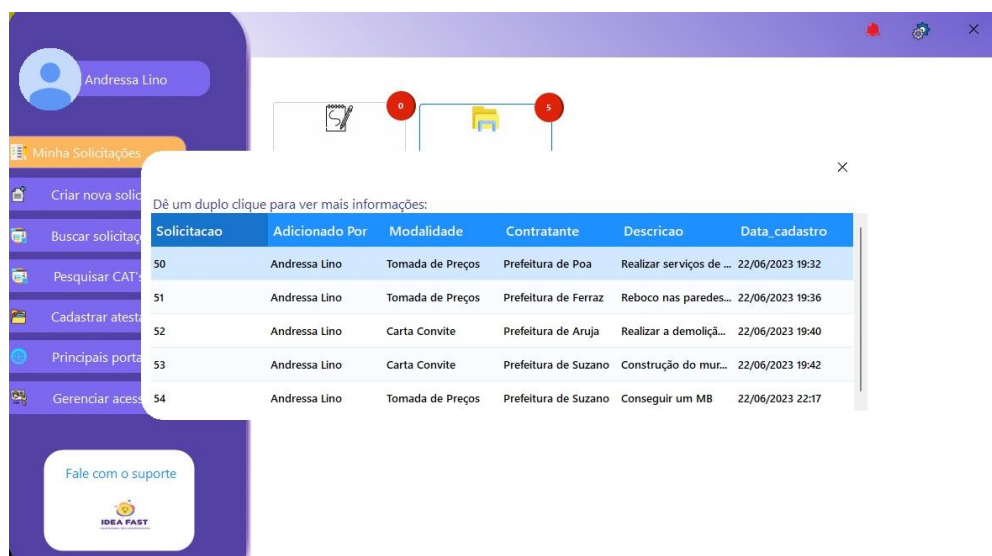 Andressa Lino
0
5
Minha Solicitações
Criar nova solic
Buscar solicitaç
Pesquisar CAT's
Cadastrar atesta
Principais porta
Gerenciar acess
Dê um duplo clique para ver mais informações:
Solicitacao Adicionado Por Modalidade Contratante Descricao Data_cadastro
50 Andressa Lino Tomada de Preços Prefeitura de Poa Realizar serviços de ... 22/06/2023 19:32
51 Andressa Lino Tomada de Preços Prefeitura de Ferraz Reboco nas paredes... 22/06/2023 19:36
52 Andressa Lino Carta Convite Prefeitura de Aruja Realizar a demoliçã... 22/06/2023 19:40
53 Andressa Lino Carta Convite Prefeitura de Suzano Construção do mur... 22/06/2023 19:42
54 Andressa Lino Tomada de Preços Prefeitura de Suzano Conseguir um MB 22/06/2023 22:17
Fale com o suporte
IDEA FAST